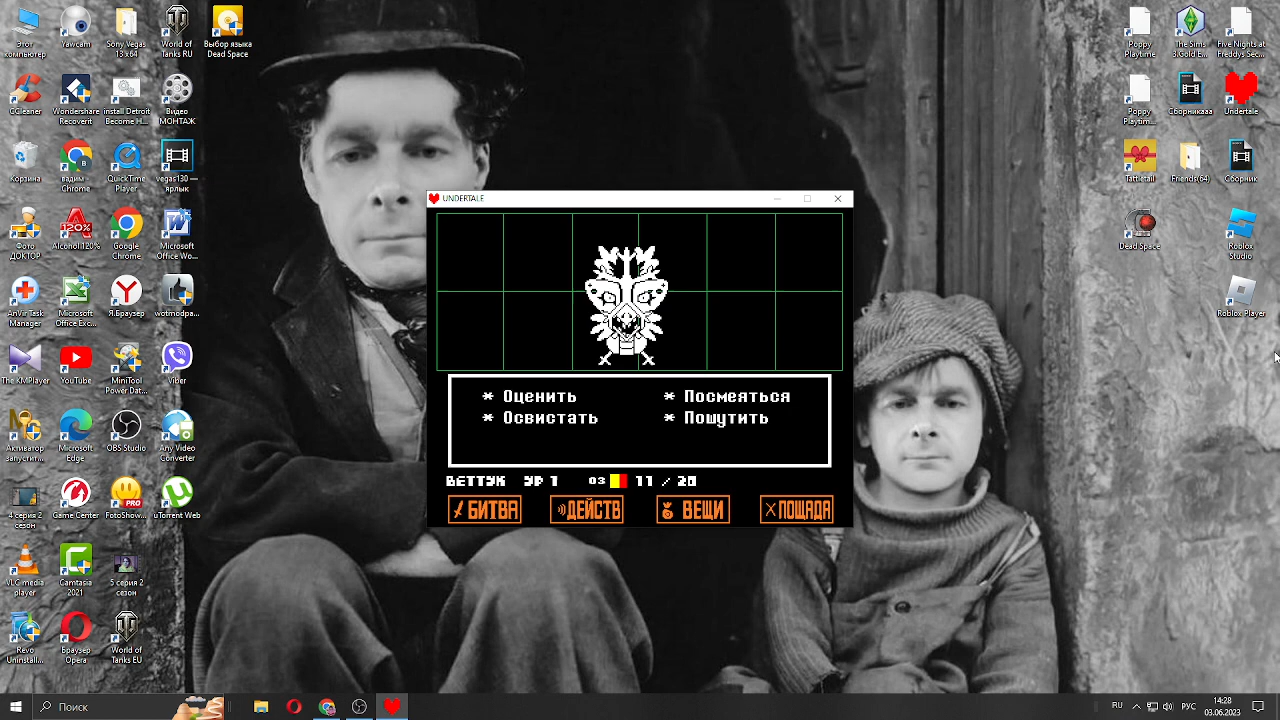 Этот компьютер
Yawcam
Sony Vegas 13 x64
World of Tanks RU
Выбор языка Dead Space
CCleaner
Wondershare Recoverit
install Detroit Become H...
Видео МОНТАЖ
Корзина
вадим - Chrome
QuickTime Player
vegas130 — ярлык
Фото ДОКТОР
Alcohol 120%
Google Chrome
Microsoft Office Wo...
AnVir Task Manager
Microsoft Office Exc...
Я.Браузер
wotmodpa...
The KMPlayer
YouTube
MiniTool Power Dat...
Viber
Активатор
Microsoft Edge
OBS Studio
Any Video Converter
4 серия 2 сезон
Game Center
FotoShow...
PRO
uTorrent Web
VLC media player
Camtasia 2021
5 серия 2 сезон
Revo Uninstall...
Браузер Opera
World of Tanks EU
Poppy Playtime
The Sims 3.Gold E...
Five Nights at Freddys Sec...
Poppy Playtim...
Сборникааа
Undertale
Tattletail
Friends(64)
Сборник
Dead Space
Roblox Studio
Roblox Player
UNDERTALE
* Оценить * Посмеяться
* Освистать * Пошутить
ВЕТТУК УР 1 ОЗ 11 / 20
БИТВА ДЕЙСТВ ВЕЩИ ПОЩАДА
Поиск
RU
РУС
14:28
03.06.2023